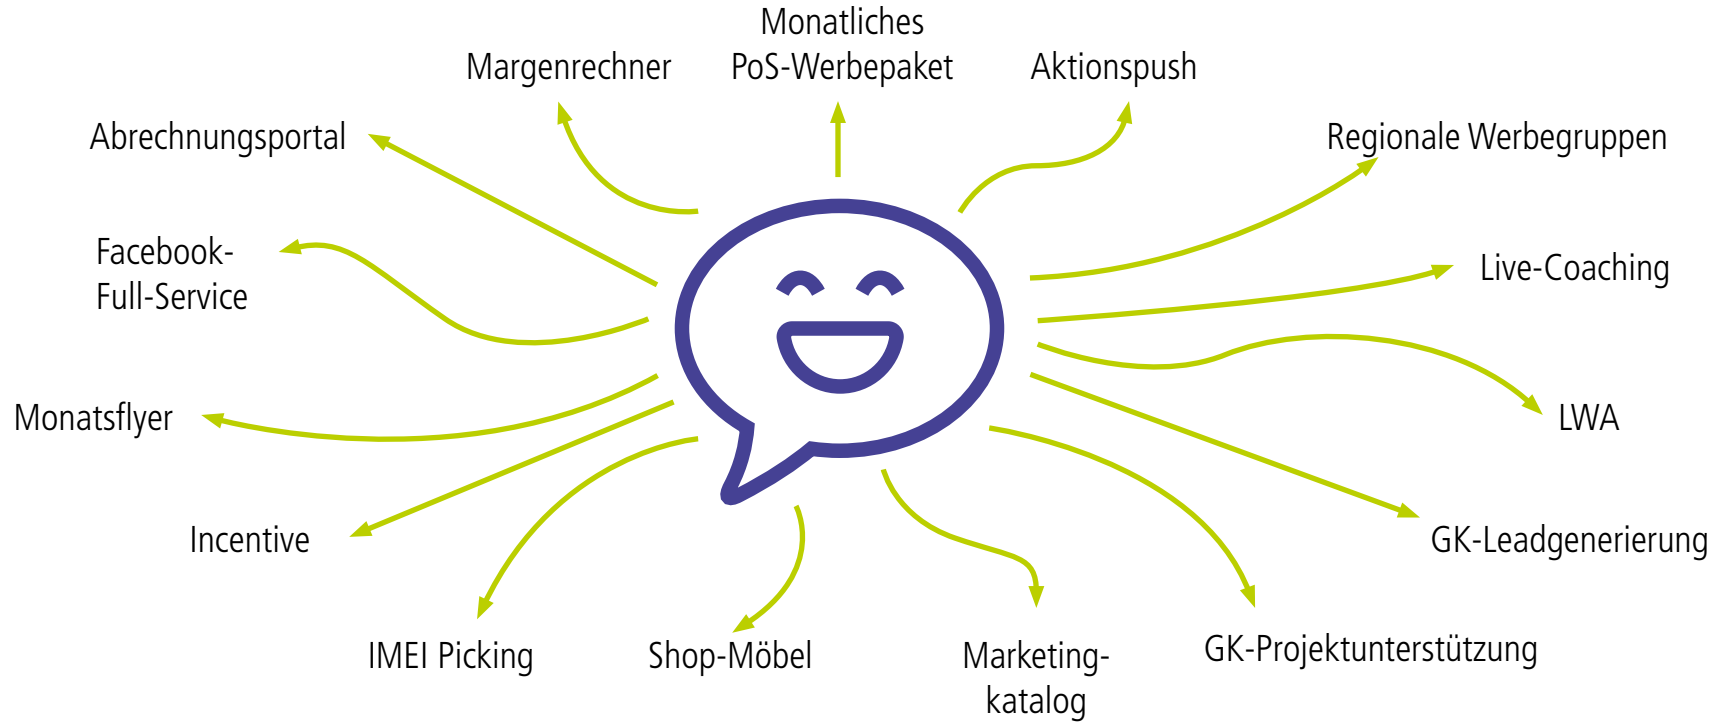 Monatliches
PoS-Werbepaket
Margenrechner
Aktionspush
Abrechnungsportal
Regionale Werbegruppen
Facebook-
Full-Service
Live-Coaching
Monatsflyer
LWA
Incentive
GK-Leadgenerierung
IMEI Picking
Shop-Möbel
Marketing-
katalog
GK-Projektunterstützung